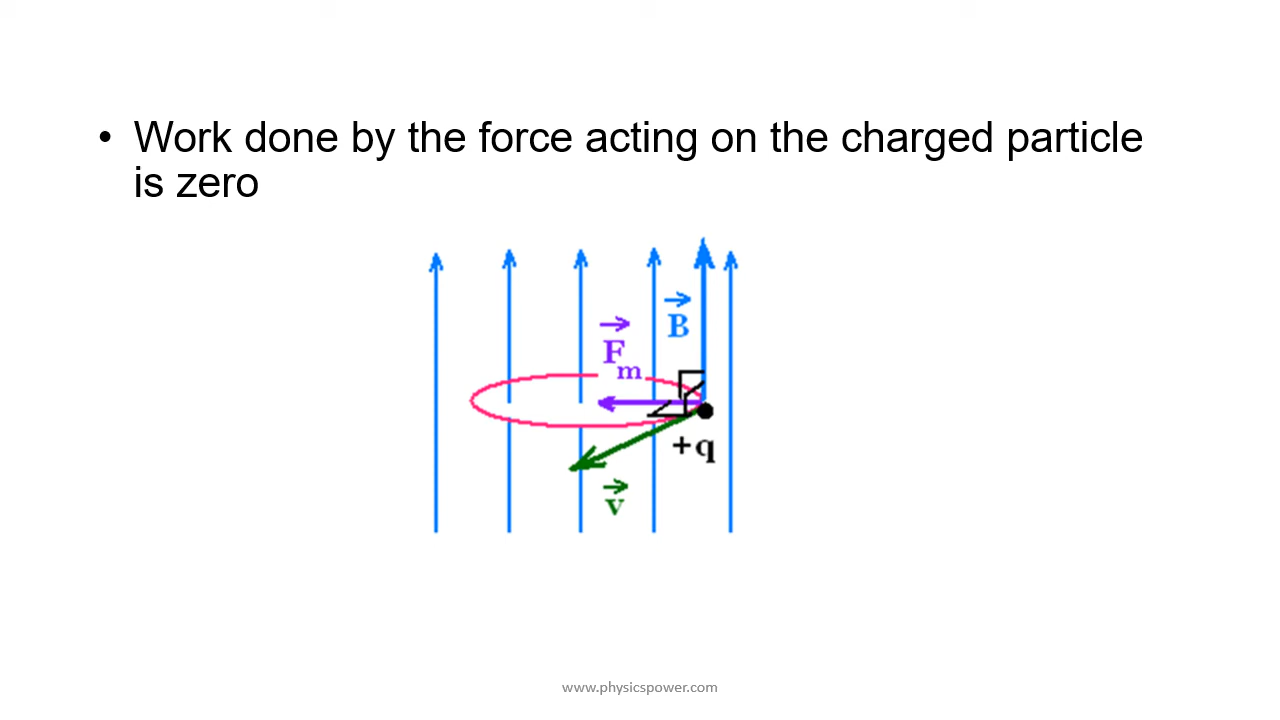 • Work done by the force acting on the charged particle
is zero
B
F
m
+q
v
www.physicspower.com